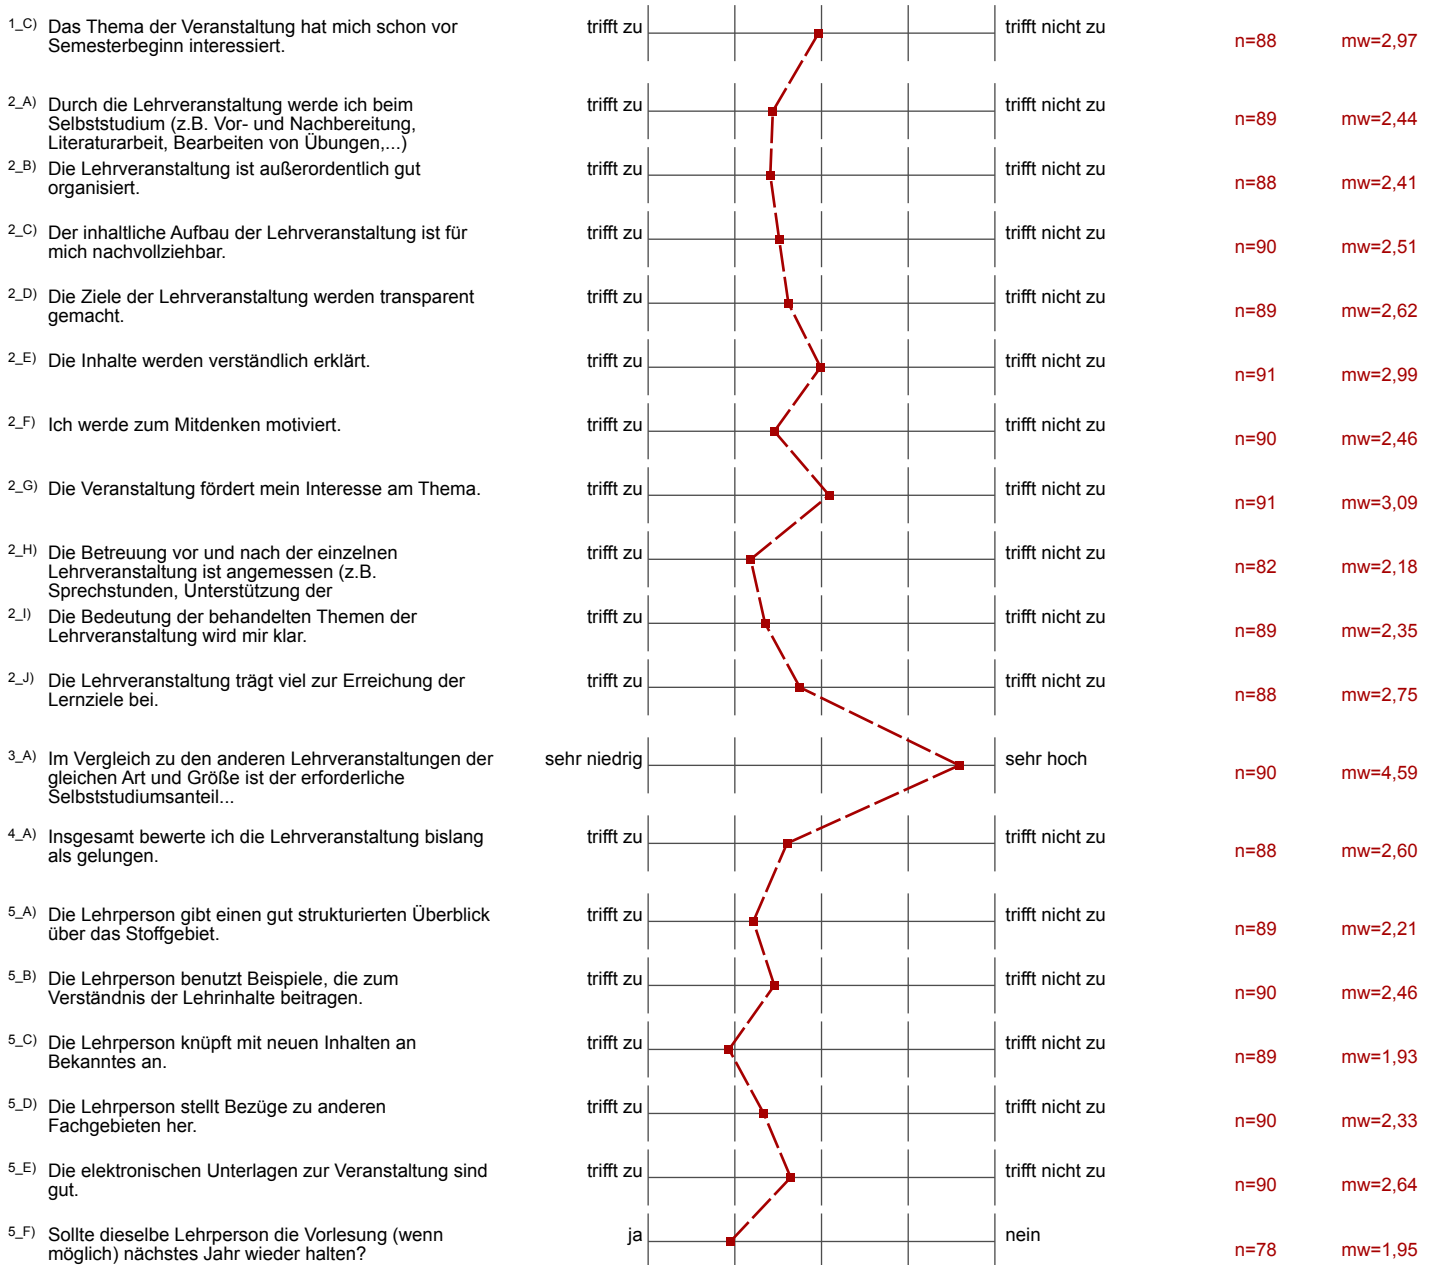 1_C) Das Thema der Veranstaltung hat mich schon vor trifft zu trifft nicht zu
Semesterbeginn interessiert. n=88 mw=2,97
2_A) Durch die Lehrveranstaltung werde ich beim trifft zu trifft nicht zu
Selbststudium (z.B. Vor- und Nachbereitung, n=89 mw=2,44
Literaturarbeit, Bearbeiten von Übungen,...)
2_B) Die Lehrveranstaltung ist außerordentlich gut trifft zu trifft nicht zu
organisiert. n=88 mw=2,41
2_C) Der inhaltliche Aufbau der Lehrveranstaltung ist für trifft zu trifft nicht zu
mich nachvollziehbar. n=90 mw=2,51
2_D) Die Ziele der Lehrveranstaltung werden transparent trifft zu trifft nicht zu
gemacht. n=89 mw=2,62
2_E) Die Inhalte werden verständlich erklärt. trifft zu trifft nicht zu
n=91 mw=2,99
2_F) Ich werde zum Mitdenken motiviert. trifft zu trifft nicht zu
n=90 mw=2,46
2_G) Die Veranstaltung fördert mein Interesse am Thema. trifft zu trifft nicht zu
n=91 mw=3,09
2_H) Die Betreuung vor und nach der einzelnen trifft zu trifft nicht zu
Lehrveranstaltung ist angemessen (z.B. n=82 mw=2,18
Sprechstunden, Unterstützung der
2_I) Die Bedeutung der behandelten Themen der trifft zu trifft nicht zu
Lehrveranstaltung wird mir klar. n=89 mw=2,35
2_J) Die Lehrveranstaltung trägt viel zur Erreichung der trifft zu trifft nicht zu
Lernziele bei. n=88 mw=2,75
3_A) Im Vergleich zu den anderen Lehrveranstaltungen der sehr niedrig sehr hoch
gleichen Art und Größe ist der erforderliche n=90 mw=4,59
Selbststudiumsanteil...
4_A) Insgesamt bewerte ich die Lehrveranstaltung bislang trifft zu trifft nicht zu
als gelungen. n=88 mw=2,60
5_A) Die Lehrperson gibt einen gut strukturierten Überblick trifft zu trifft nicht zu
über das Stoffgebiet. n=89 mw=2,21
5_B) Die Lehrperson benutzt Beispiele, die zum trifft zu trifft nicht zu
Verständnis der Lehrinhalte beitragen. n=90 mw=2,46
5_C) Die Lehrperson knüpft mit neuen Inhalten an trifft zu trifft nicht zu
Bekanntes an. n=89 mw=1,93
5_D) Die Lehrperson stellt Bezüge zu anderen trifft zu trifft nicht zu
Fachgebieten her. n=90 mw=2,33
5_E) Die elektronischen Unterlagen zur Veranstaltung sind trifft zu trifft nicht zu
gut. n=90 mw=2,64
5_F) Sollte dieselbe Lehrperson die Vorlesung (wenn ja nein
möglich) nächstes Jahr wieder halten? n=78 mw=1,95